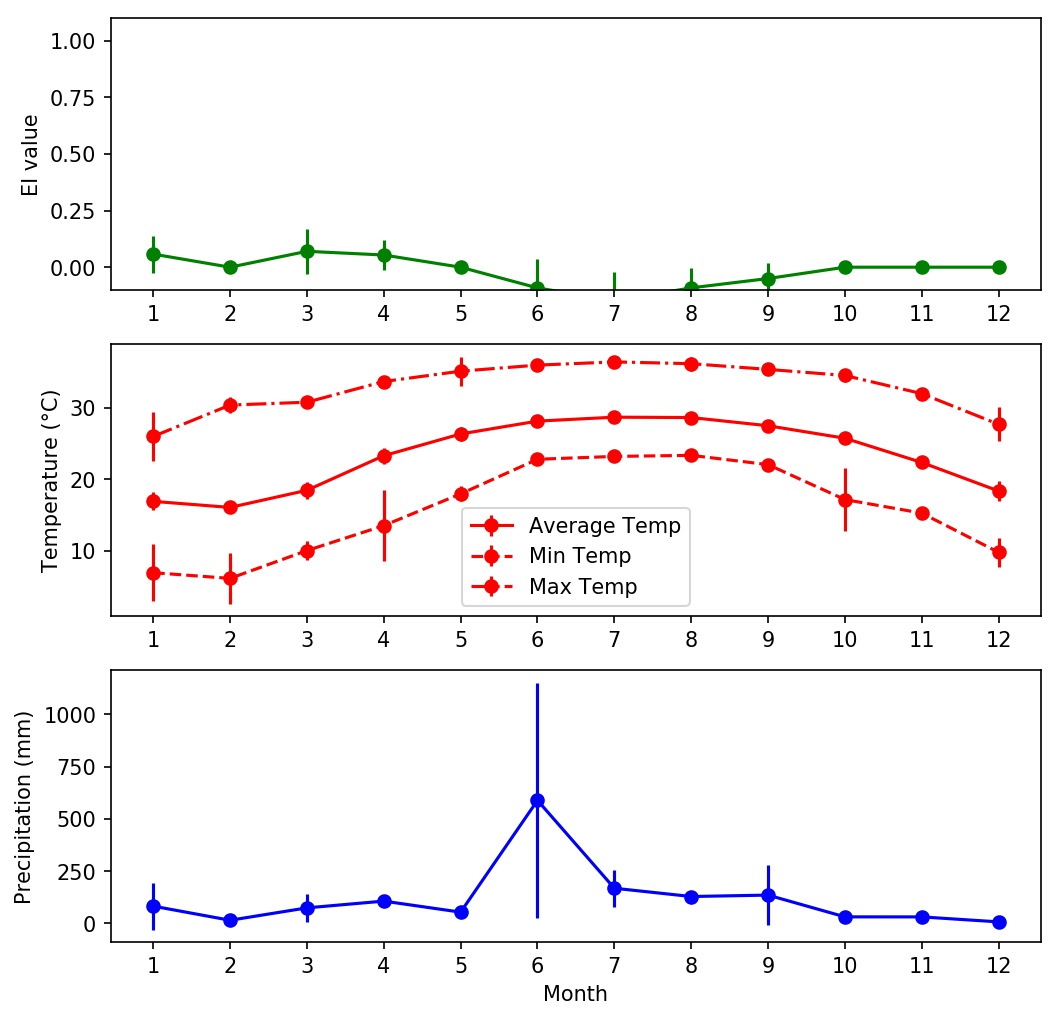 EI value
1.00
0.75
0.50
0.25
0.00
1 2 3 4 5 6 7 8 9 10 11 12
Temperature (°C)
30
20
10
Average Temp
Min Temp
Max Temp
1 2 3 4 5 6 7 8 9 10 11 12
Precipitation (mm)
1000
750
500
250
0
1 2 3 4 5 6 7 8 9 10 11 12
Month